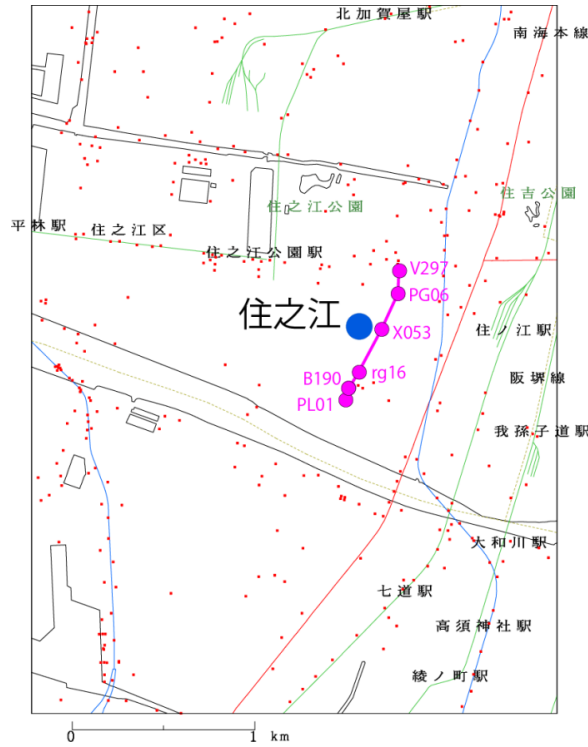 北加賀屋駅
南海本線
住之江公園
住吉公園
平林駅
住之江区
住之江公園駅
V297
PG06
住之江
X053
住ノ江駅
rg16
阪堺線
B190
PL01
我孫子道駅
大和川駅
七道駅
高須神社駅
綾ノ町駅
0 1 km